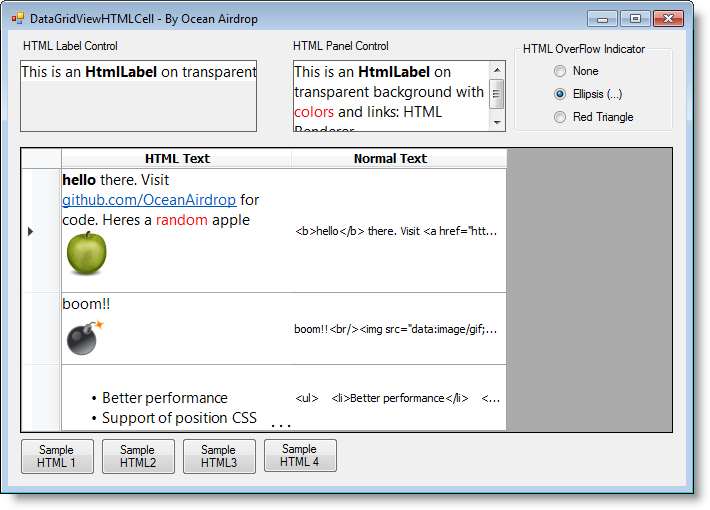 DataGridViewHTMLCell - By Ocean Airdrop
HTML Label Control
HTML Panel Control
HTML OverFlow Indicator
This is an HtmlLabel on transparent
This is an HtmlLabel on
transparent background with
colors and links: HTML
Renderer
None
Ellipsis (...)
Red Triangle
HTML Text
Normal Text
hello there. Visit
github.com/OceanAirdrop for
code. Heres a random apple
<b>hello</b> there. Visit <a href="htt...
boom!!
boom!!<br/><img src="data:image/gif;...
• Better performance
• Support of position CSS ...
<ul> <li>Better performance</li> <...
Sample
HTML 1
Sample
HTML2
Sample
HTML3
Sample
HTML 4